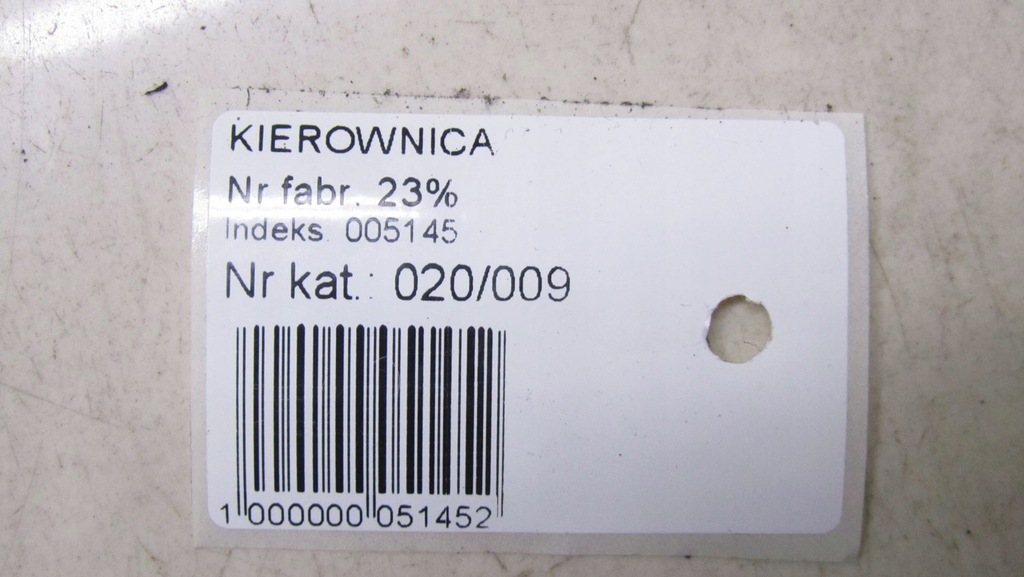 KIEROWNICA
Nr fabr. 23%
Indeks 005145
Nr kat.: 020/009
1 000000 051452